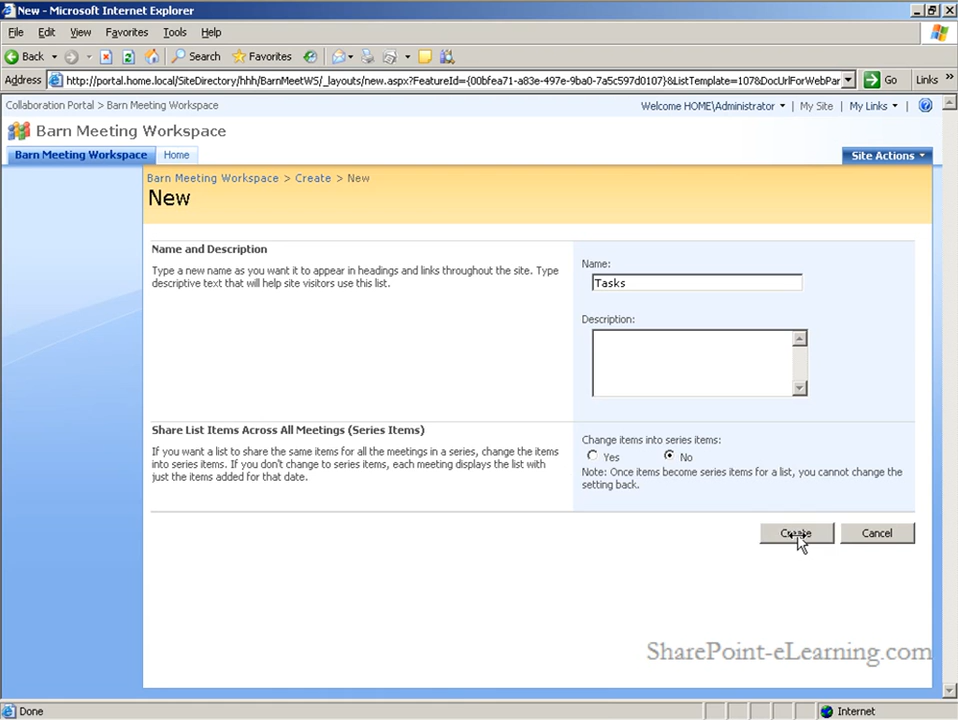 New - Microsoft Internet Explorer
File Edit View Favorites Tools Help
Back Search Favorites
Address http://portal.home.local/SiteDirectory/hhh/BarnMeetWS/_layouts/new.aspx?FeatureId={00bfea71-a83e-497e-9ba0-7a5c597d0107}&ListTemplate=107&DocUrlForWebPar Go Links »
Collaboration Portal > Barn Meeting Workspace Welcome HOME\Administrator | My Site | My Links |
Barn Meeting Workspace
Barn Meeting Workspace Home Site Actions
Barn Meeting Workspace > Create > New
New
Name and Description
Type a new name as you want it to appear in headings and links throughout the site. Type
descriptive text that will help site visitors use this list.
Name:
Tasks
Description:
Share List Items Across All Meetings (Series Items)
If you want a list to share the same items for all the meetings in a series, change the items
into series items. If you don't change to series items, each meeting displays the list with
just the items added for that date.
Change items into series items:
Yes No
Note: Once items become series items for a list, you cannot change the
setting back.
Create Cancel
SharePoint-eLearning.com
Done Internet